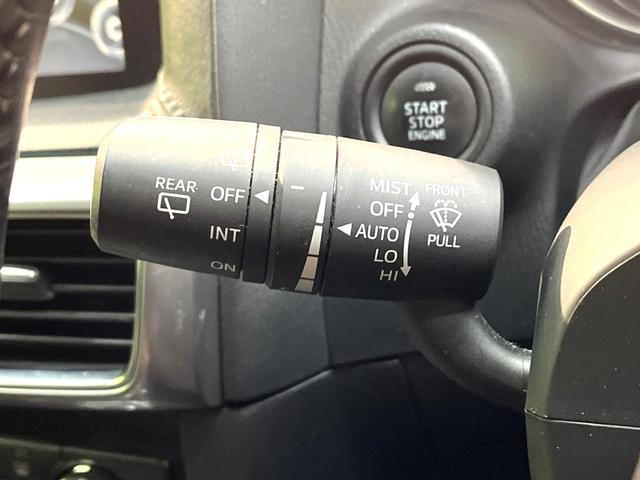 START
STOP
ENGINE
REAR
OFF
INT
ON
MIST
OFF
AUTO
LO
HI
FRONT
PULL